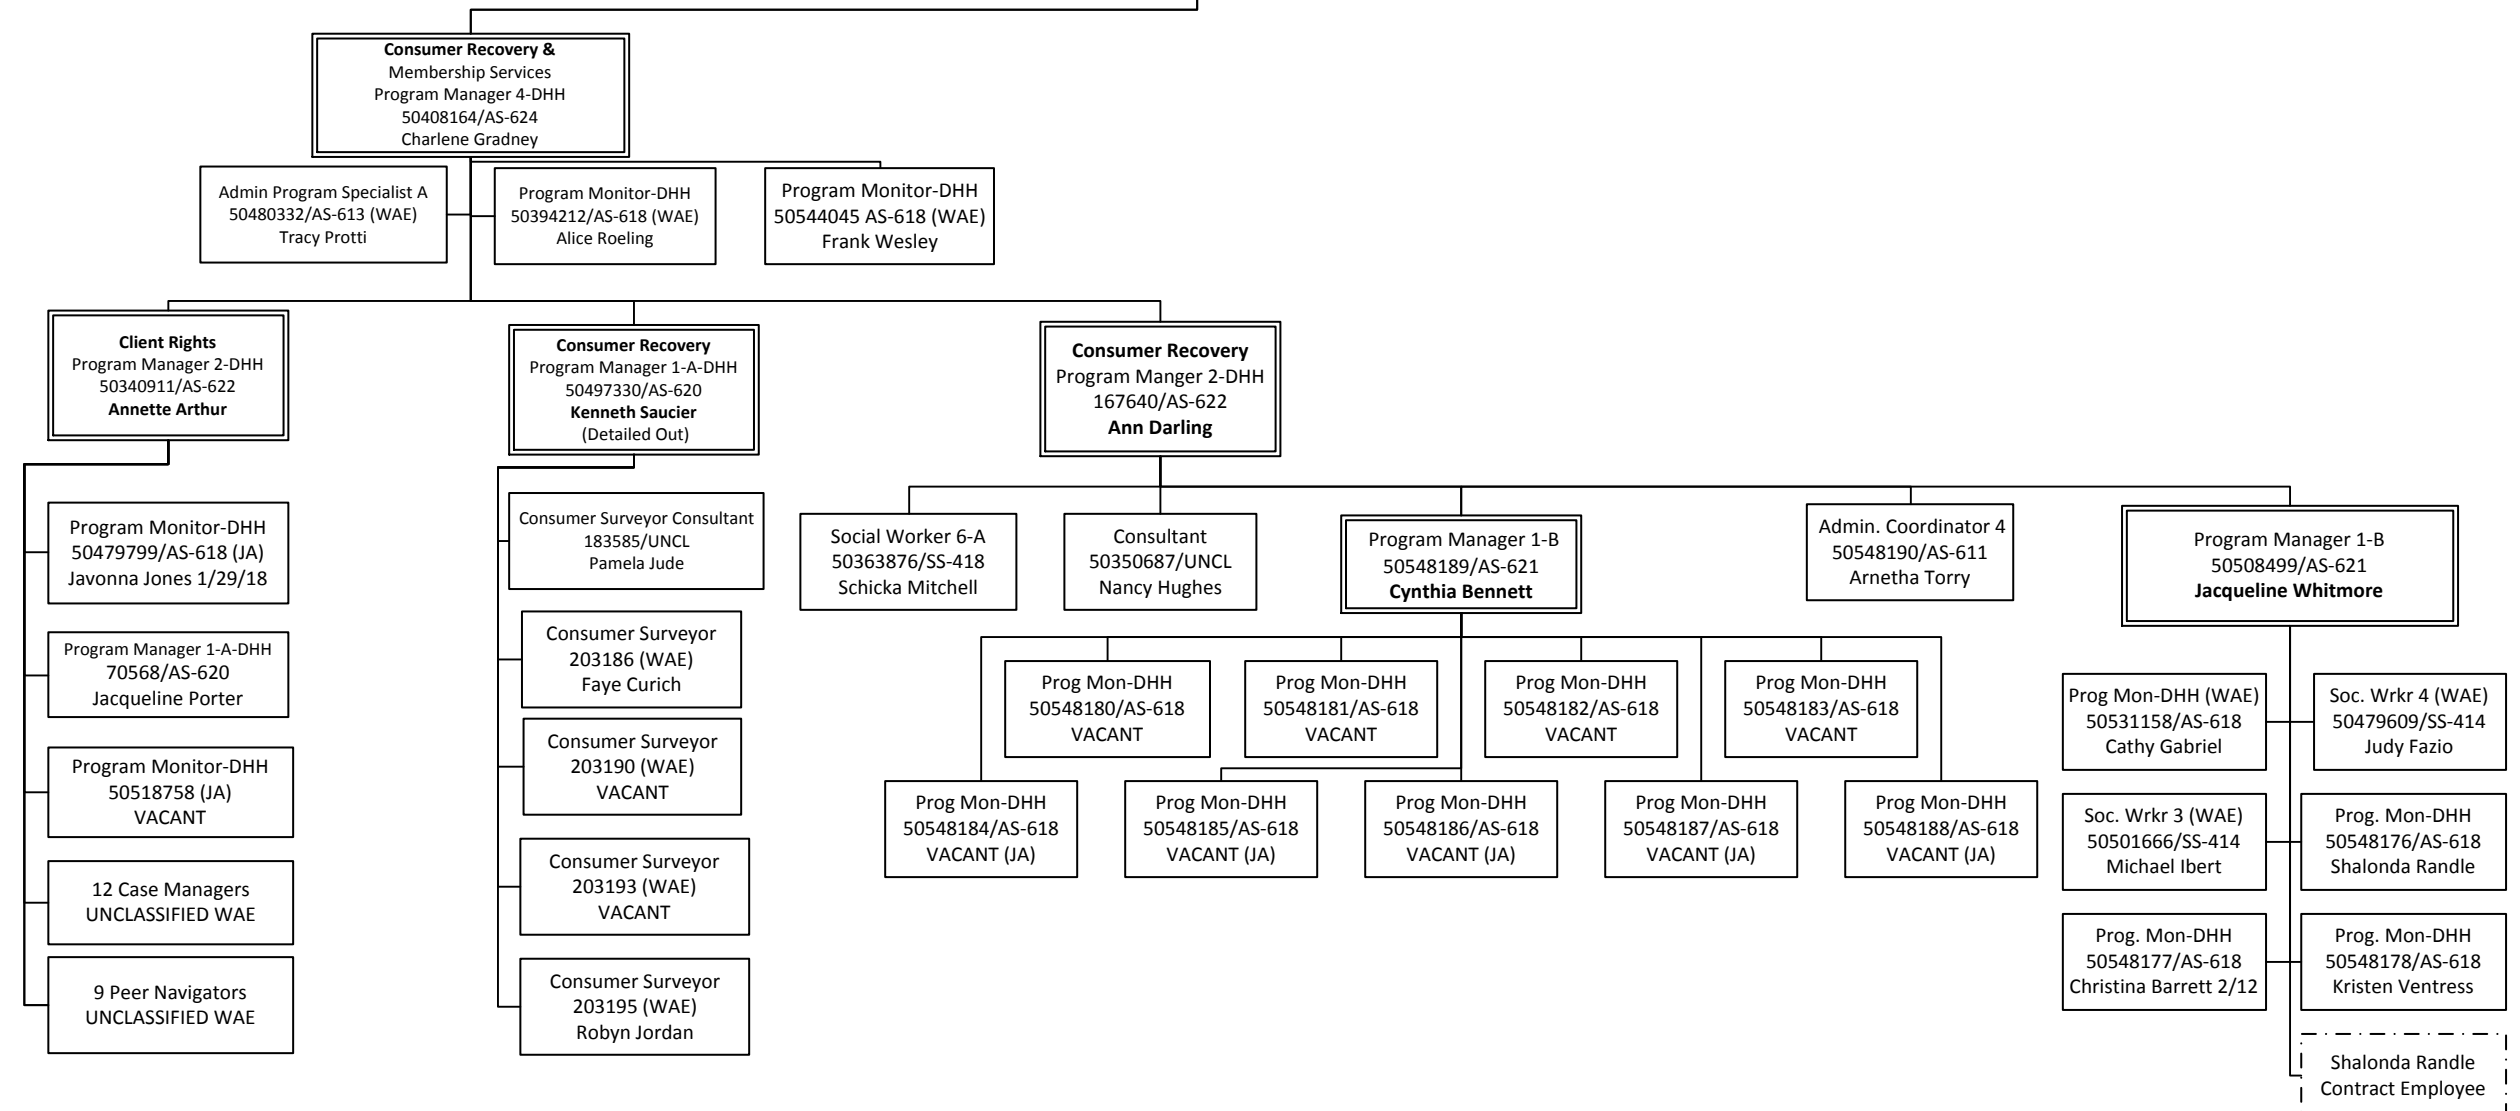 Consumer Recovery &
Membership Services
Program Manager 4-DHH
50408164/AS-624
Charlene Gradney
Admin Program Specialist A
50480332/AS-613 (WAE)
Tracy Protti
Program Monitor-DHH
50394212/AS-618 (WAE)
Alice Roeling
Program Monitor-DHH
50544045 AS-618 (WAE)
Frank Wesley
Client Rights
Program Manager 2-DHH
50340911/AS-622
Annette Arthur
Consumer Recovery
Program Manager 1-A-DHH
50497330/AS-620
Kenneth Saucier
(Detailed Out)
Consumer Recovery
Program Manger 2-DHH
167640/AS-622
Ann Darling
Program Monitor-DHH
50479799/AS-618 (JA)
Javonna Jones 1/29/18
Program Manager 1-A-DHH
70568/AS-620
Jacqueline Porter
Program Monitor-DHH
50518758 (JA)
VACANT
12 Case Managers
UNCLASSIFIED WAE
9 Peer Navigators
UNCLASSIFIED WAE
Consumer Surveyor Consultant
183585/UNCL
Pamela Jude
Consumer Surveyor
203186 (WAE)
Faye Curich
Consumer Surveyor
203190 (WAE)
VACANT
Consumer Surveyor
203193 (WAE)
VACANT
Consumer Surveyor
203195 (WAE)
Robyn Jordan
Social Worker 6-A
50363876/SS-418
Schicka Mitchell
Consultant
50350687/UNCL
Nancy Hughes
Program Manager 1-B
50548189/AS-621
Cynthia Bennett
Admin. Coordinator 4
50548190/AS-611
Arnetha Torry
Program Manager 1-B
50508499/AS-621
Jacqueline Whitmore
Prog Mon-DHH
50548180/AS-618
VACANT
Prog Mon-DHH
50548181/AS-618
VACANT
Prog Mon-DHH
50548182/AS-618
VACANT
Prog Mon-DHH
50548183/AS-618
VACANT
Prog Mon-DHH
50548184/AS-618
VACANT (JA)
Prog Mon-DHH
50548185/AS-618
VACANT (JA)
Prog Mon-DHH
50548186/AS-618
VACANT (JA)
Prog Mon-DHH
50548187/AS-618
VACANT (JA)
Prog Mon-DHH
50548188/AS-618
VACANT (JA)
Prog Mon-DHH (WAE)
50531158/AS-618
Cathy Gabriel
Soc. Wrkr 4 (WAE)
50479609/SS-414
Judy Fazio
Soc. Wrkr 3 (WAE)
50501666/SS-414
Michael Ibert
Prog. Mon-DHH
50548176/AS-618
Shalonda Randle
Prog. Mon-DHH
50548177/AS-618
Christina Barrett 2/12
Prog. Mon-DHH
50548178/AS-618
Kristen Ventress
Shalonda Randle
Contract Employee